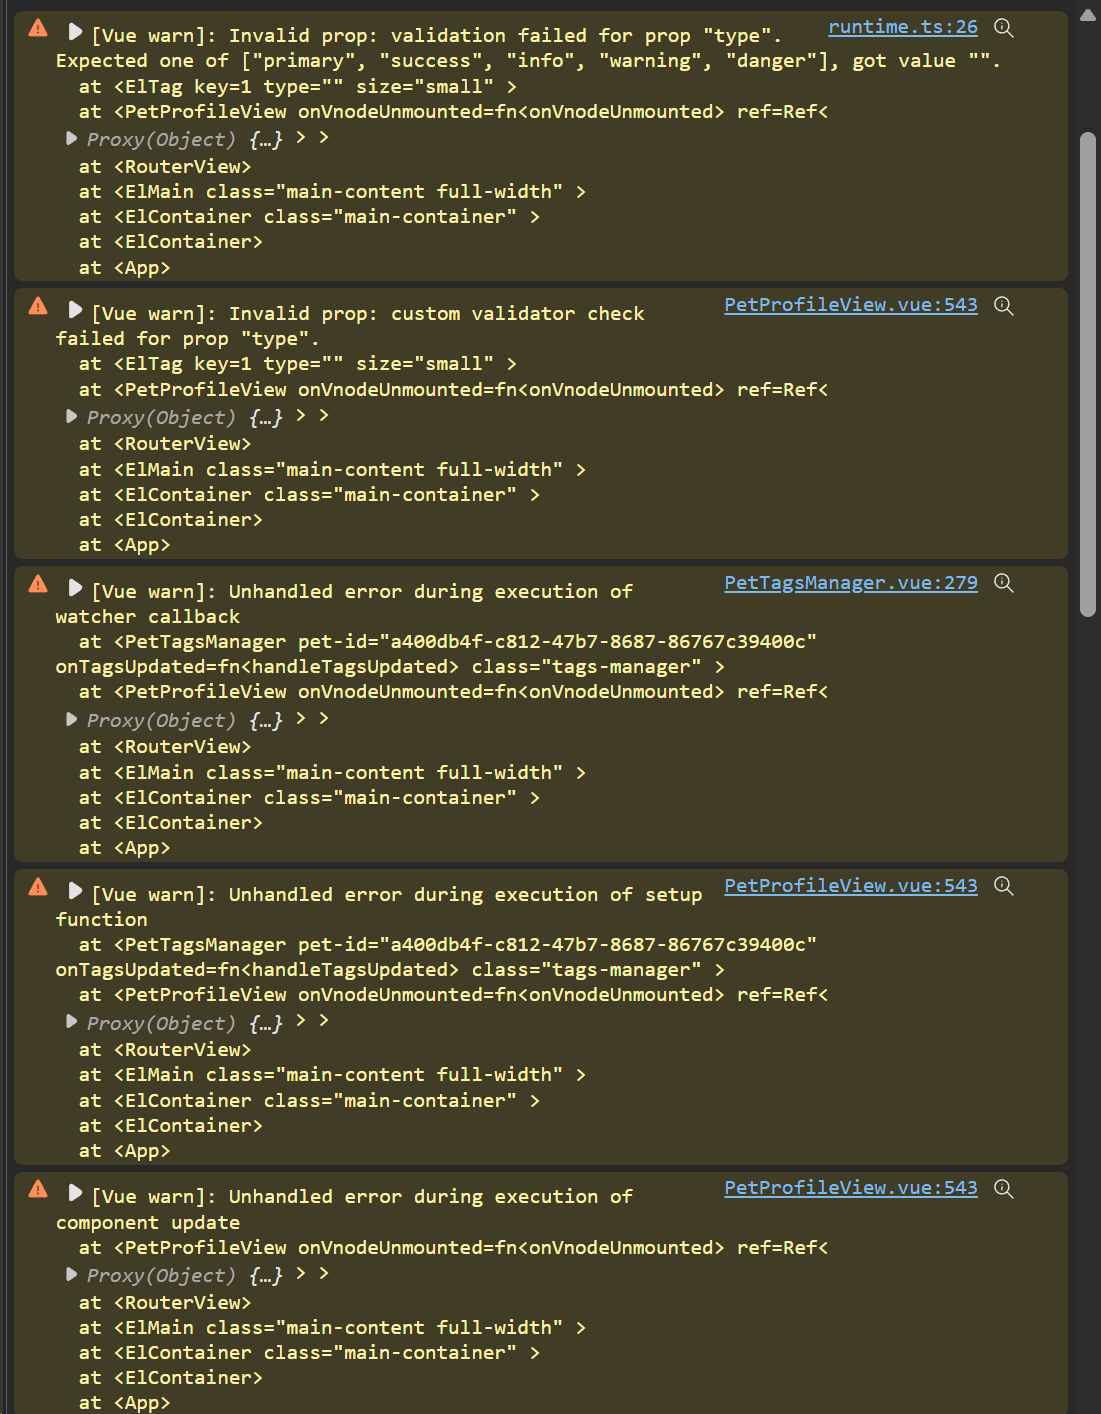 [Vue warn]: Invalid prop: validation failed for prop "type". runtime.ts:26
Expected one of ["primary", "success", "info", "warning", "danger"], got value "".
at <ElTag key=1 type="" size="small" >
at <PetProfileView onVnodeUnmounted=fn<onVnodeUnmounted> ref=Ref<
Proxy(Object) {…} > >
at <RouterView>
at <ElMain class="main-content full-width" >
at <ElContainer class="main-container" >
at <ElContainer>
at <App>
[Vue warn]: Invalid prop: custom validator check PetProfileView.vue:543
failed for prop "type".
at <ElTag key=1 type="" size="small" >
at <PetProfileView onVnodeUnmounted=fn<onVnodeUnmounted> ref=Ref<
Proxy(Object) {…} > >
at <RouterView>
at <ElMain class="main-content full-width" >
at <ElContainer class="main-container" >
at <ElContainer>
at <App>
[Vue warn]: Unhandled error during execution of PetTagsManager.vue:279
watcher callback
at <PetTagsManager pet-id="a400db4f-c812-47b7-8687-86767c39400c"
onTagsUpdated=fn<handleTagsUpdated> class="tags-manager" >
at <PetProfileView onVnodeUnmounted=fn<onVnodeUnmounted> ref=Ref<
Proxy(Object) {…} > >
at <RouterView>
at <ElMain class="main-content full-width" >
at <ElContainer class="main-container" >
at <ElContainer>
at <App>
[Vue warn]: Unhandled error during execution of setup PetProfileView.vue:543
function
at <PetTagsManager pet-id="a400db4f-c812-47b7-8687-86767c39400c"
onTagsUpdated=fn<handleTagsUpdated> class="tags-manager" >
at <PetProfileView onVnodeUnmounted=fn<onVnodeUnmounted> ref=Ref<
Proxy(Object) {…} > >
at <RouterView>
at <ElMain class="main-content full-width" >
at <ElContainer class="main-container" >
at <ElContainer>
at <App>
[Vue warn]: Unhandled error during execution of PetProfileView.vue:543
component update
at <PetProfileView onVnodeUnmounted=fn<onVnodeUnmounted> ref=Ref<
Proxy(Object) {…} > >
at <RouterView>
at <ElMain class="main-content full-width" >
at <ElContainer class="main-container" >
at <ElContainer>
at <App>